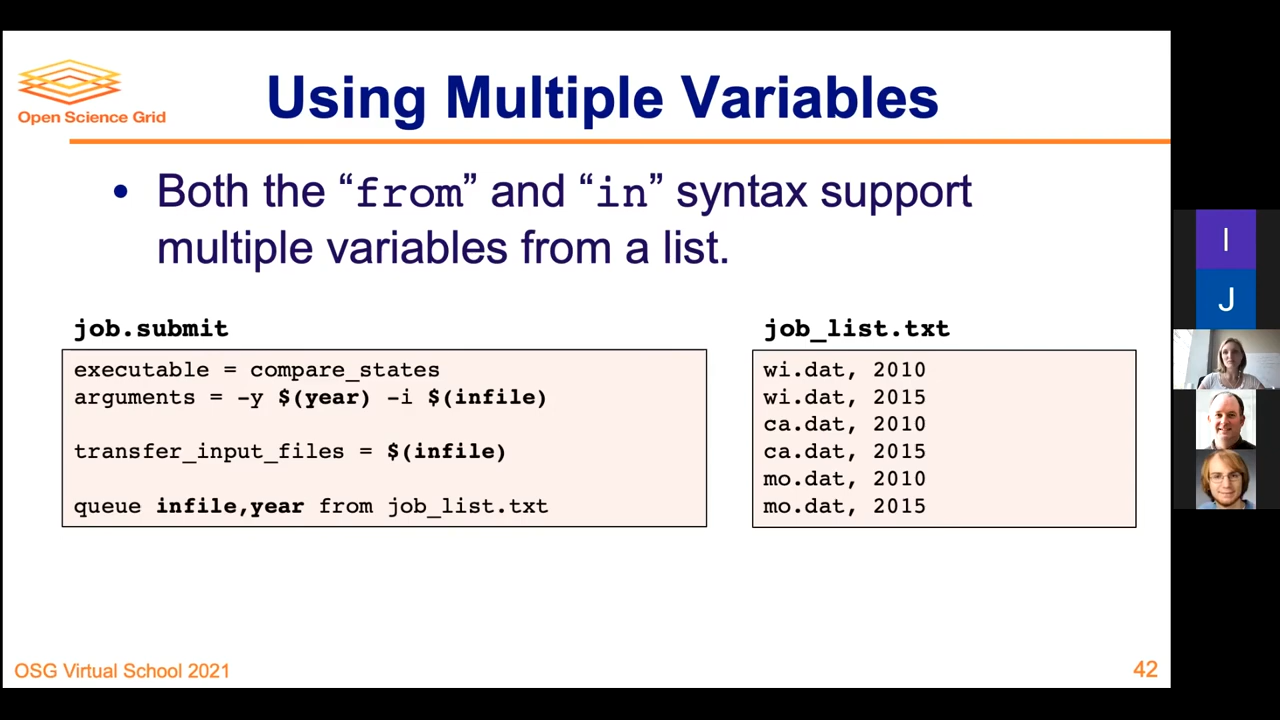 Open Science Grid
Using Multiple Variables
• Both the “from” and “in” syntax support
multiple variables from a list.
job.submit
executable = compare_states
arguments = -y $(year) -i $(infile)
transfer_input_files = $(infile)
queue infile,year from job_list.txt
job_list.txt
wi.dat, 2010
wi.dat, 2015
ca.dat, 2010
ca.dat, 2015
mo.dat, 2010
mo.dat, 2015
I
J
OSG Virtual School 2021
42